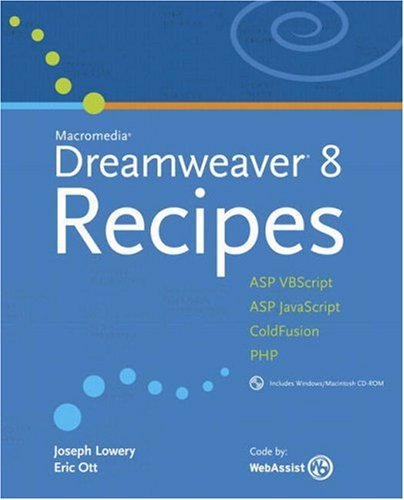 Macromedia®
Dreamweaver® 8
Recipes
ASP VBScript
ASP JavaScript
ColdFusion
PHP
Includes Windows/Macintosh CD-ROM
Joseph Lowery
Eric Ott
Code by:
WebAssist